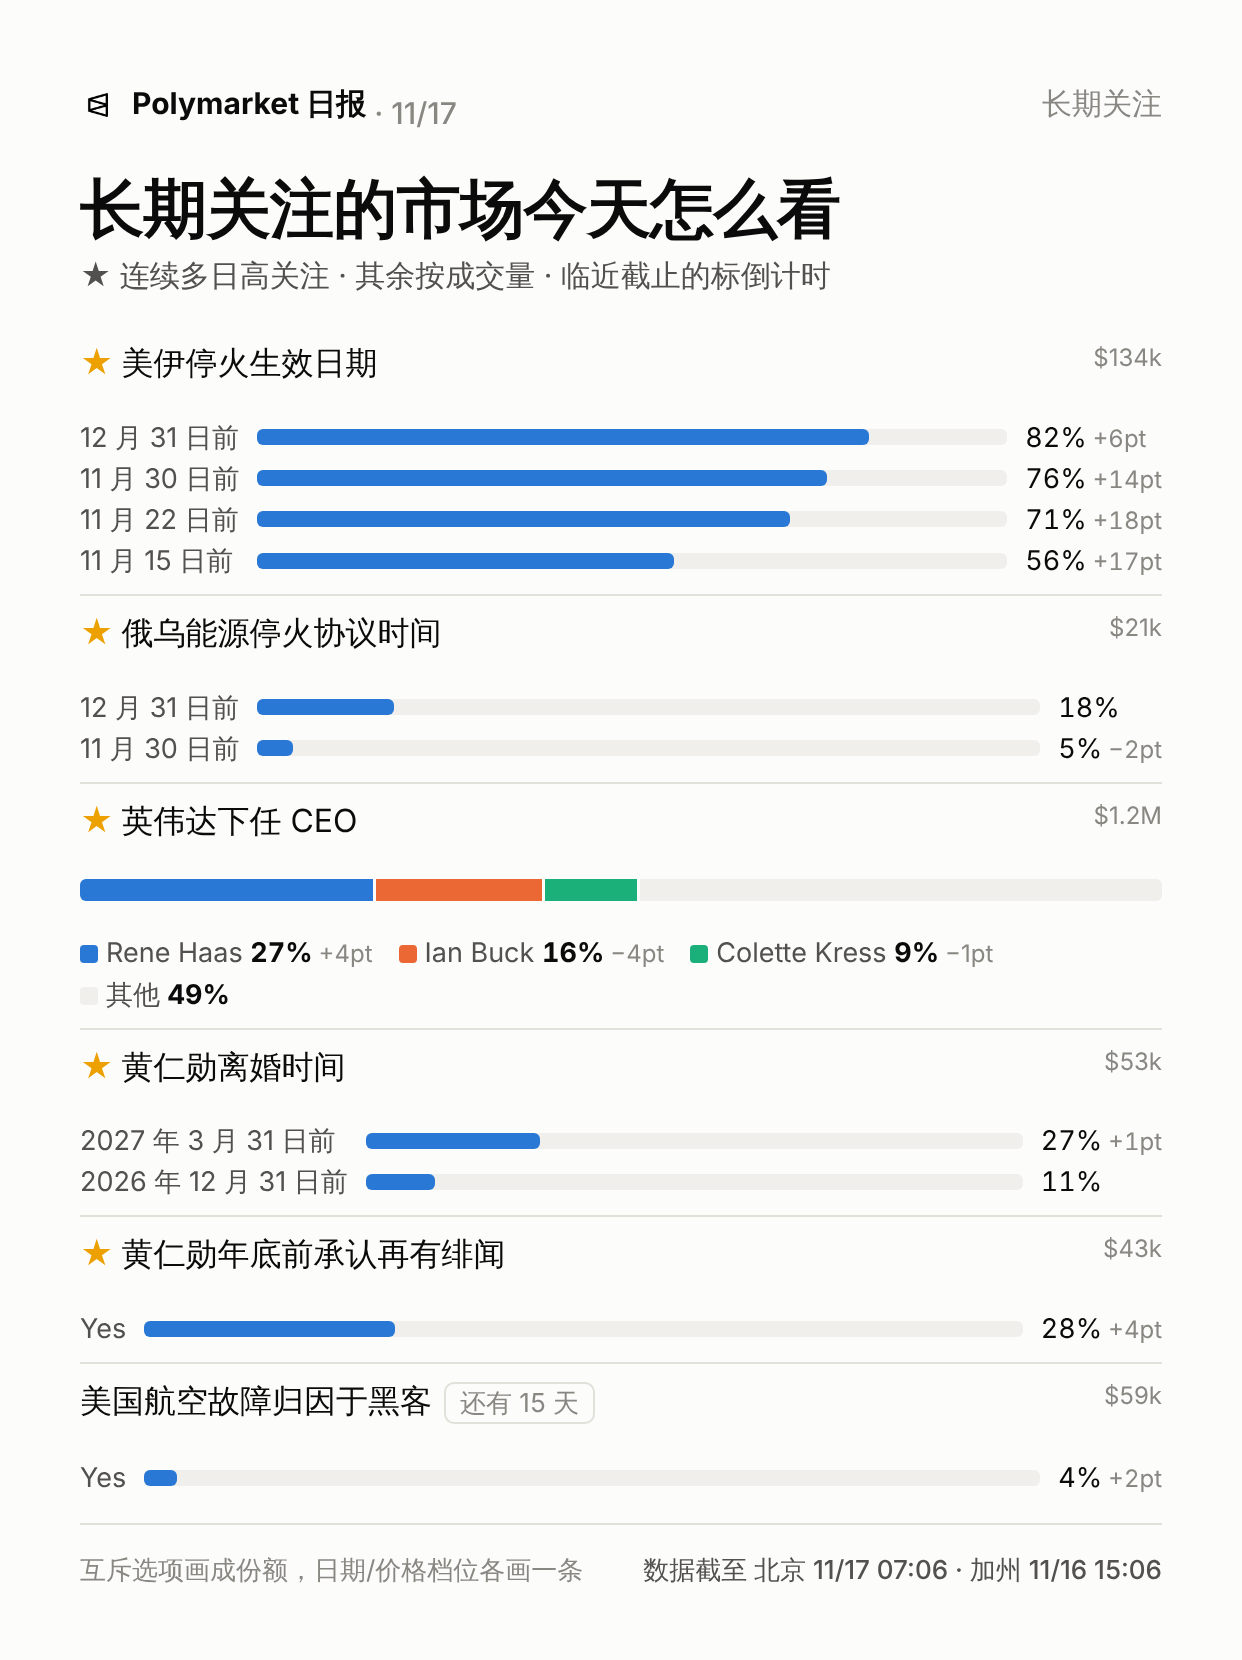 Polymarket 日报 · 11/17
长期关注
长期关注的市场今天怎么看
★ 连续多日高关注 · 其余按成交量 · 临近截止的标倒计时
★ 美伊停火生效日期 $134k
12 月 31 日前 82% +6pt
11 月 30 日前 76% +14pt
11 月 22 日前 71% +18pt
11 月 15 日前 56% +17pt
★ 俄乌能源停火协议时间 $21k
12 月 31 日前 18%
11 月 30 日前 5% −2pt
★ 英伟达下任 CEO $1.2M
Rene Haas 27% +4pt Ian Buck 16% −4pt Colette Kress 9% −1pt
其他 49%
★ 黄仁勋离婚时间 $53k
2027 年 3 月 31 日前 27% +1pt
2026 年 12 月 31 日前 11%
★ 黄仁勋年底前承认再有绯闻 $43k
Yes 28% +4pt
美国航空故障归因于黑客 还有 15 天 $59k
Yes 4% +2pt
互斥选项画成份额，日期/价格档位各画一条 数据截至 北京 11/17 07:06 · 加州 11/16 15:06